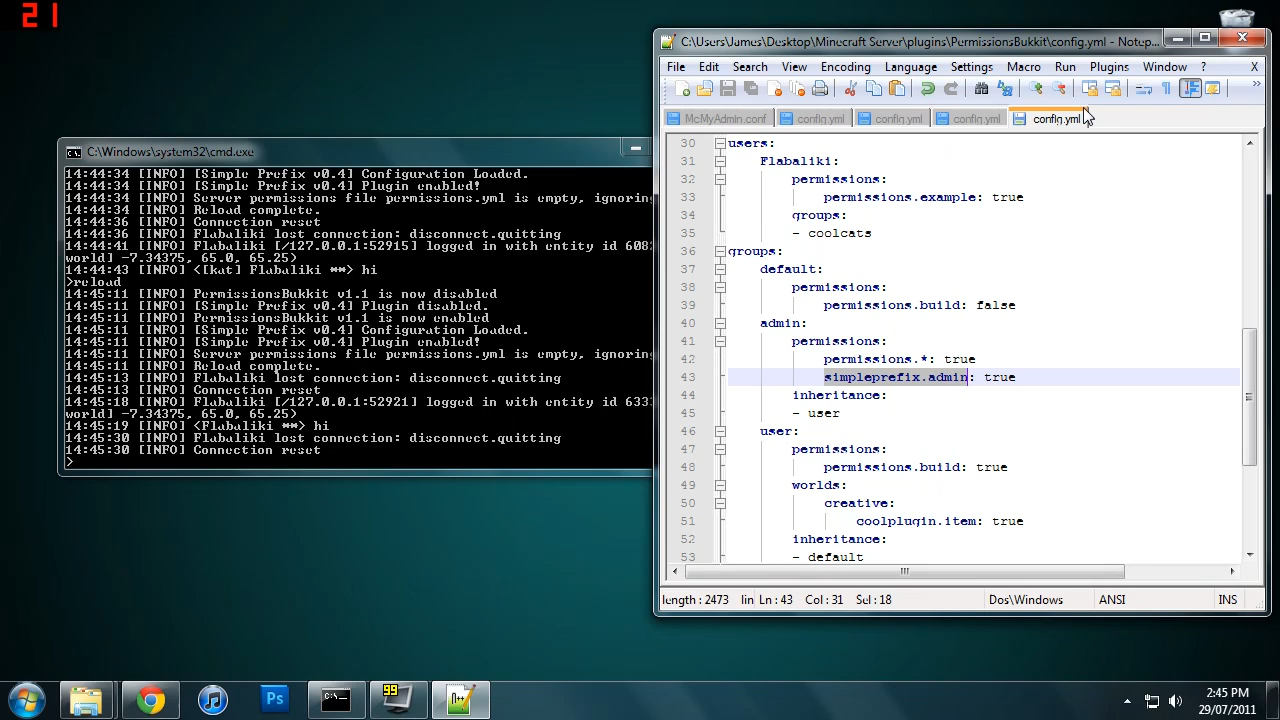 21
C:\Windows\system32\cmd.exe
14:44:34 [INFO] [Simple Prefix v0.4] Configuration Loaded.
14:44:34 [INFO] [Simple Prefix v0.4] Plugin enabled!
14:44:34 [INFO] Server permissions file permissions.yml is empty, ignoring
14:44:34 [INFO] Reload complete.
14:44:36 [INFO] Connection reset
14:44:36 [INFO] Flabaliki lost connection: disconnect.quitting
14:44:41 [INFO] Flabaliki [/127.0.0.1:52915] logged in with entity id 6082
world] -7.34375, 65.0, 65.25)
14:44:43 [INFO] <[kat] Flabaliki **> hi
>reload
14:45:11 [INFO] PermissionsBukkit v1.1 is now disabled
14:45:11 [INFO] [Simple Prefix v0.4] Plugin disabled.
14:45:11 [INFO] PermissionsBukkit v1.1 is now enabled
14:45:11 [INFO] [Simple Prefix v0.4] Configuration Loaded.
14:45:11 [INFO] [Simple Prefix v0.4] Plugin enabled!
14:45:11 [INFO] Server permissions file permissions.yml is empty, ignoring
14:45:11 [INFO] Reload complete.
14:45:13 [INFO] Flabaliki lost connection: disconnect.quitting
14:45:13 [INFO] Connection reset
14:45:18 [INFO] Flabaliki [/127.0.0.1:52921] logged in with entity id 6333
world] -7.34375, 65.0, 65.25)
14:45:19 [INFO] <Flabaliki **> hi
14:45:30 [INFO] Flabaliki lost connection: disconnect.quitting
14:45:30 [INFO] Connection reset
>
C:\Users\James\Desktop\Minecraft Server\plugins\PermissionsBukkit\config.yml - Notep...
File Edit Search View Encoding Language Settings Macro Run Plugins Window ? X
McMyAdmin.conf config.yml config.yml config.yml config.yml
30 users:
31 Flabaliki:
32 permissions:
33 permissions.example: true
34 groups:
35 - coolcats
36 groups:
37 default:
38 permissions:
39 permissions.build: false
40 admin:
41 permissions:
42 permissions.*: true
43 simpleprefix.admin: true
44 inheritance:
45 - user
46 user:
47 permissions:
48 permissions.build: true
49 worlds:
50 creative:
51 coolplugin.item: true
52 inheritance:
53 - default
length : 2473 lin Ln : 43 Col : 31 Sel : 18 Dos\Windows ANSI INS
Ps
C:\
99
n++
2:45 PM
29/07/2011